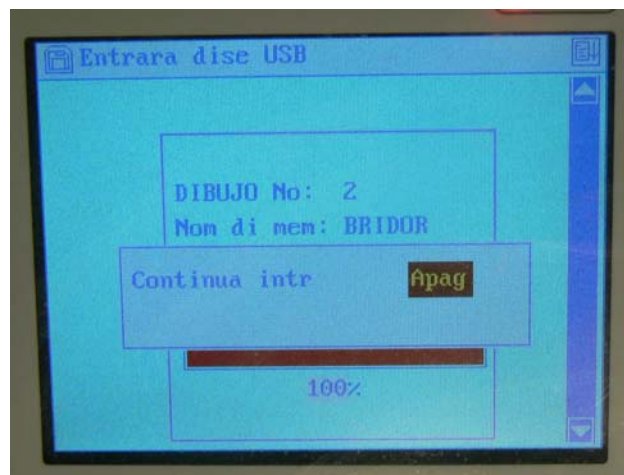 Entrara dise USB
DIBUJO No: 2
Nom di mem: BRIDOR
Continua intr Apag
100%